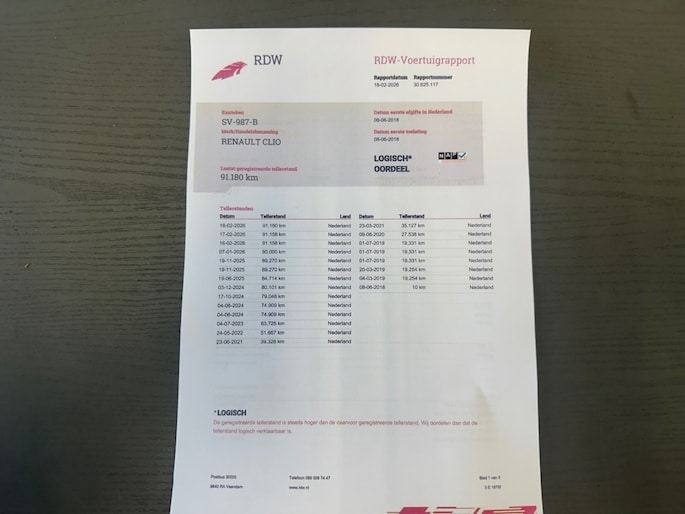 RDW
RDW-Voertuigrapport
Rapportdatum Rapportnummer
18-02-2026 30.625.117
Kenteken
SV-987-B
Merk/Handelsbenaming
RENAULT CLIO
Laatst geregistreerde tellerstand
91.180 km
Datum eerste afgifte in Nederland
08-06-2018
Datum eerste toelating
08-06-2018
LOGISCH*
OORDEEL
NAP
Tellerstanden
Datum Tellerstand Land Datum Tellerstand Land
18-02-2026 91.180 km Nederland 23-03-2021 35.127 km Nederland
17-02-2026 91.158 km Nederland 09-09-2020 27.538 km Nederland
16-02-2026 91.158 km Nederland 01-07-2019 19.331 km Nederland
07-01-2026 90.000 km Nederland 01-07-2019 19.331 km Nederland
19-11-2025 89.270 km Nederland 01-07-2019 19.331 km Nederland
18-11-2025 89.270 km Nederland 20-03-2019 19.254 km Nederland
19-06-2025 84.714 km Nederland 04-03-2019 19.254 km Nederland
03-12-2024 80.101 km Nederland 08-06-2018 10 km Nederland
17-10-2024 79.048 km Nederland
04-06-2024 74.909 km Nederland
04-06-2024 74.909 km Nederland
04-07-2023 63.726 km Nederland
24-05-2022 51.687 km Nederland
23-06-2021 39.328 km Nederland
* LOGISCH
De geregistreerde tellerstand is steeds hoger dan de daarvoor geregistreerde tellerstand. Wij oordelen dan dat de
tellerstand logisch verklaarbaar is.
Postbus 30000 Telefoon 088 008 74 47 Blad 1 van 5
9640 RA Veendam www.rdw.nl